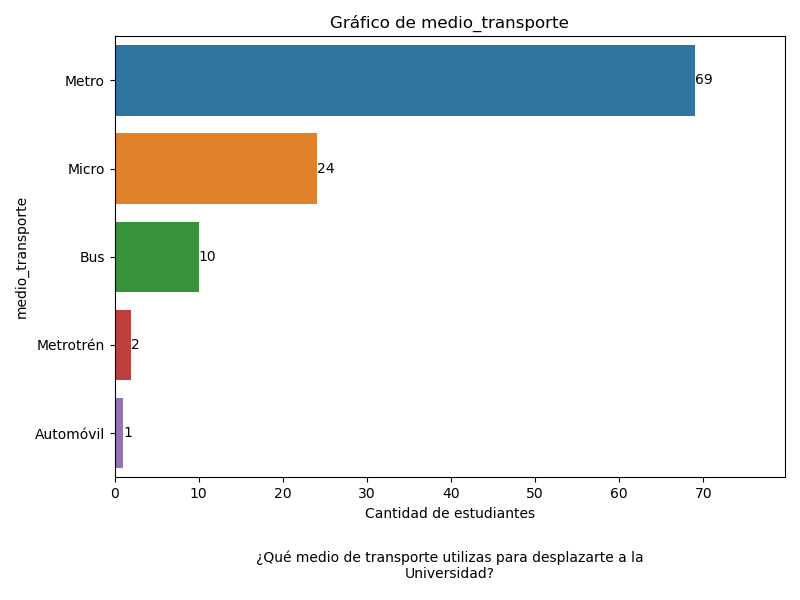 Gráfico de medio_transporte
medio_transporte
Metro
69
Micro
24
Bus
10
Metrotrén
2
Automóvil
1
0 10 20 30 40 50 60 70
Cantidad de estudiantes
¿Qué medio de transporte utilizas para desplazarte a la
Universidad?